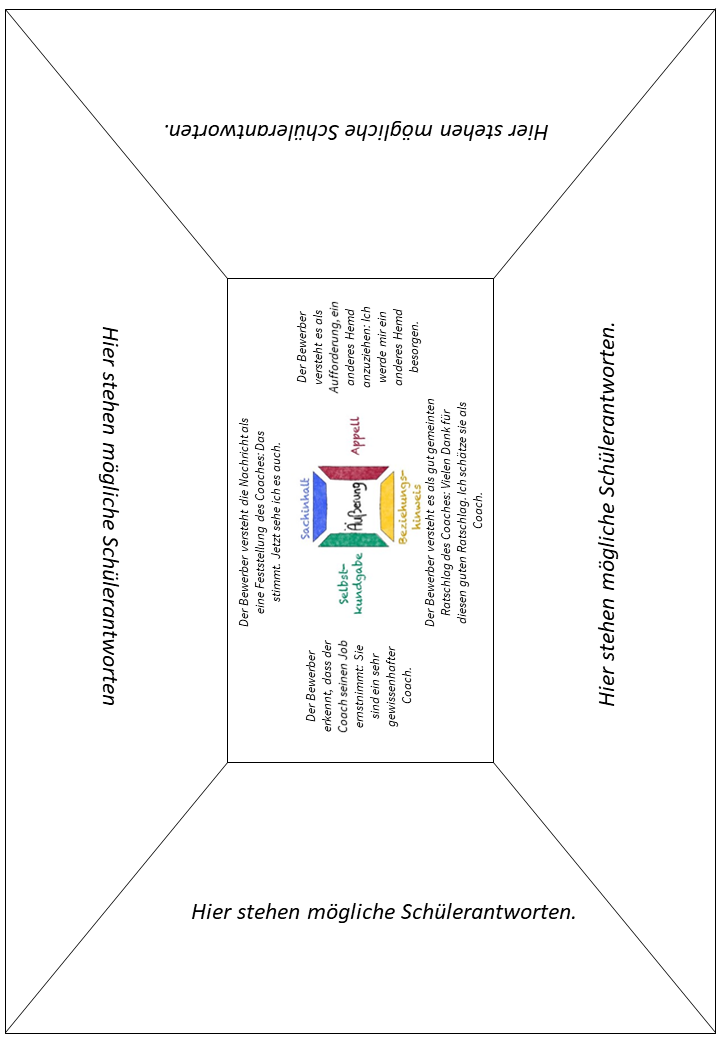 Hier stehen mögliche Schülerantworten.
Hier stehen mögliche Schülerantworten
Der Bewerber versteht die Nachricht als
eine Feststellung des Coaches: Das
stimmt. Jetzt sehe ich es auch.
Der Bewerber
erkennt, dass der
Coach seinen Job
ernstnimmt: Sie
sind ein sehr
gewissenhafter
Coach.
Sachinhalt
Selbst-
kundgabe
Äußerung
Appell
Beziehungs-
hinweis
Der Bewerber
versteht es als
Aufforderung, ein
anderes Hemd
anzuziehen: Ich
werde mir ein
anderes Hemd
besorgen.
Der Bewerber versteht es als gut gemeinten
Ratschlag des Coaches: Vielen Dank für
diesen guten Ratschlag. Ich schätze sie als
Coach.
Hier stehen mögliche Schülerantworten.
Hier stehen mögliche Schülerantworten.